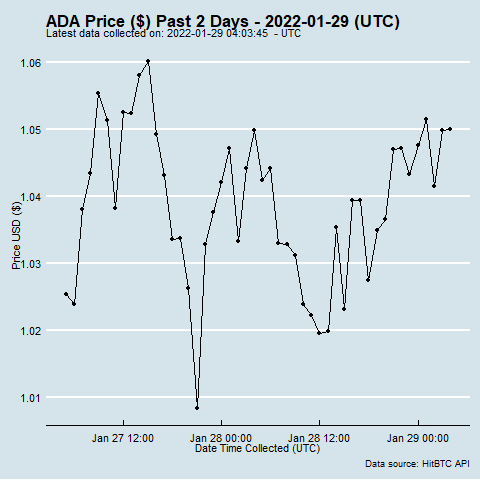 ADA Price ($) Past 2 Days - 2022-01-29 (UTC)
Latest data collected on: 2022-01-29 04:03:45 - UTC
1.06
1.05
1.04
1.03
1.02
1.01
Price USD ($)
Jan 27 12:00
Jan 28 00:00
Jan 28 12:00
Jan 29 00:00
Date Time Collected (UTC)
Data source: HitBTC API